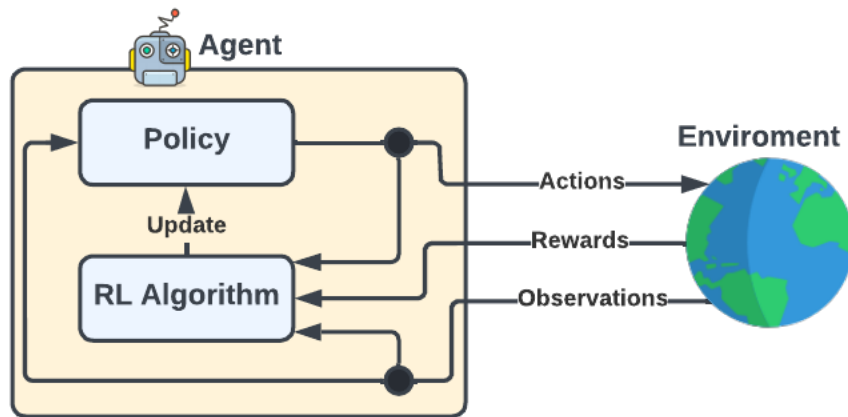 Agent
Policy
Enviroment
Actions
Update
Rewards
RL Algorithm
Observations